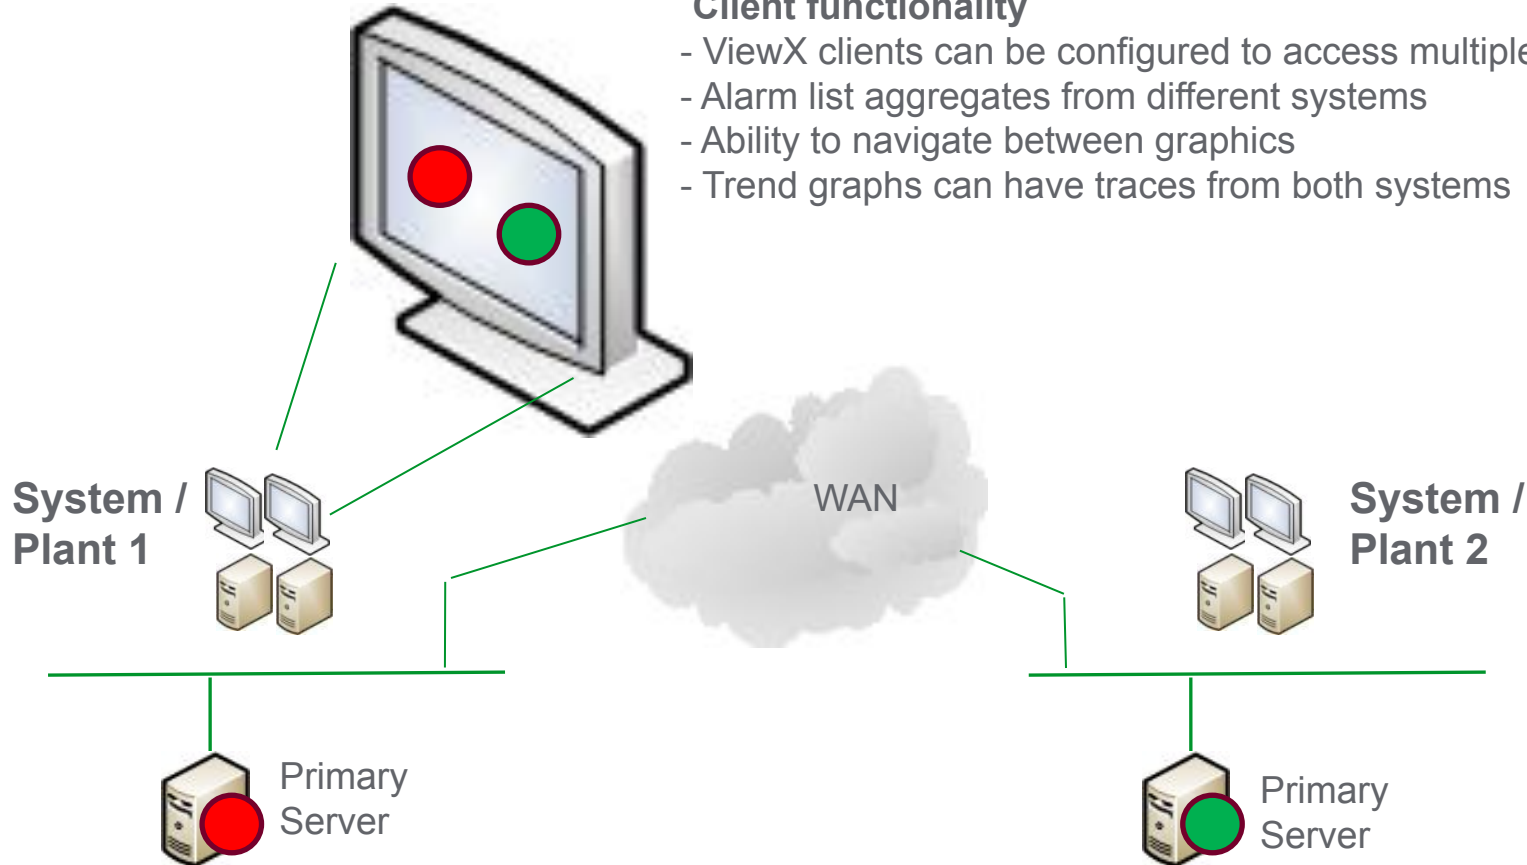 Client functionality
- ViewX clients can be configured to access multiple
- Alarm list aggregates from different systems
- Ability to navigate between graphics
- Trend graphs can have traces from both systems
WAN
System /
Plant 1
System /
Plant 2
Primary
Server
Primary
Server